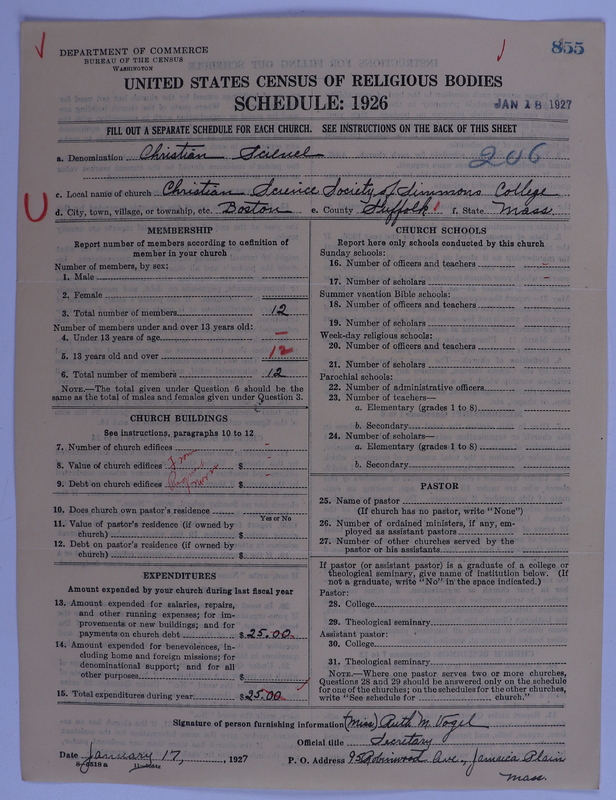 855
DEPARTMENT OF COMMERCE
BUREAU OF THE CENSUS
WASHINGTON
UNITED STATES CENSUS OF RELIGIOUS BODIES
SCHEDULE: 1926
JAN 18 1927
FILL OUT A SEPARATE SCHEDULE FOR EACH CHURCH. SEE INSTRUCTIONS ON THE BACK OF THIS SHEET
a. Denomination Christian Science
206
c. Local name of church Christian Science Society of Simmons College
d. City, town, village, or township, etc. Boston e. County Suffolk f. State Mass.
MEMBERSHIP
Report number of members according to definition of
member in your church
Number of members, by sex:
1. Male
2. Female
3. Total number of members 12
Number of members under and over 13 years old:
4. Under 13 years of age —
5. 13 years old and over 12
6. Total number of members 12
NOTE.—The total given under Question 6 should be the
same as the total of males and females given under Question 3.
CHURCH BUILDINGS
See instructions, paragraphs 10 to 12
7. Number of church edifices -
8. Value of church edifices $ -
9. Debt on church edifices $ -
10. Does church own pastor's residence
Yes or No
11. Value of pastor's residence (if owned by
church) $
12. Debt on pastor's residence (if owned by
church) $
EXPENDITURES
Amount expended by your church during last fiscal year
13. Amount expended for salaries, repairs,
and other running expenses; for im-
provements or new buildings; and for
payments on church debt $25.00
14. Amount expended for benevolences, in-
cluding home and foreign missions; for
denominational support; and for all
other purposes $
15. Total expenditures during year $25.00
CHURCH SCHOOLS
Report here only schools conducted by this church
Sunday schools:
16. Number of officers and teachers -
17. Number of scholars -
Summer vacation Bible schools:
18. Number of officers and teachers
19. Number of scholars
Week-day religious schools:
20. Number of officers and teachers
21. Number of scholars
Parochial schools:
22. Number of administrative officers
23. Number of teachers—
a. Elementary (grades 1 to 8)
b. Secondary
24. Number of scholars—
a. Elementary (grades 1 to 8)
b. Secondary
PASTOR
25. Name of pastor
(If church has no pastor, write "None")
26. Number of ordained ministers, if any, em-
ployed as assistant pastors
27. Number of other churches served by the
pastor or his assistants
If pastor (or assistant pastor) is a graduate of a college or
theological seminary, give name of institution below. (If
not a graduate, write "No" in the space indicated.)
Pastor:
28. College
29. Theological seminary
Assistant pastor:
30. College
31. Theological seminary
NOTE.—Where one pastor serves two or more churches,
Questions 28 and 29 should be answered only on the schedule
for one of the churches; on the schedules for the other churches,
write "See schedule for church."
Signature of person furnishing information (Miss) Ruth M. Vogel
Official title Secretary
Date January 17, 1927 P. O. Address Ave., Jamaica Plain
Mass.